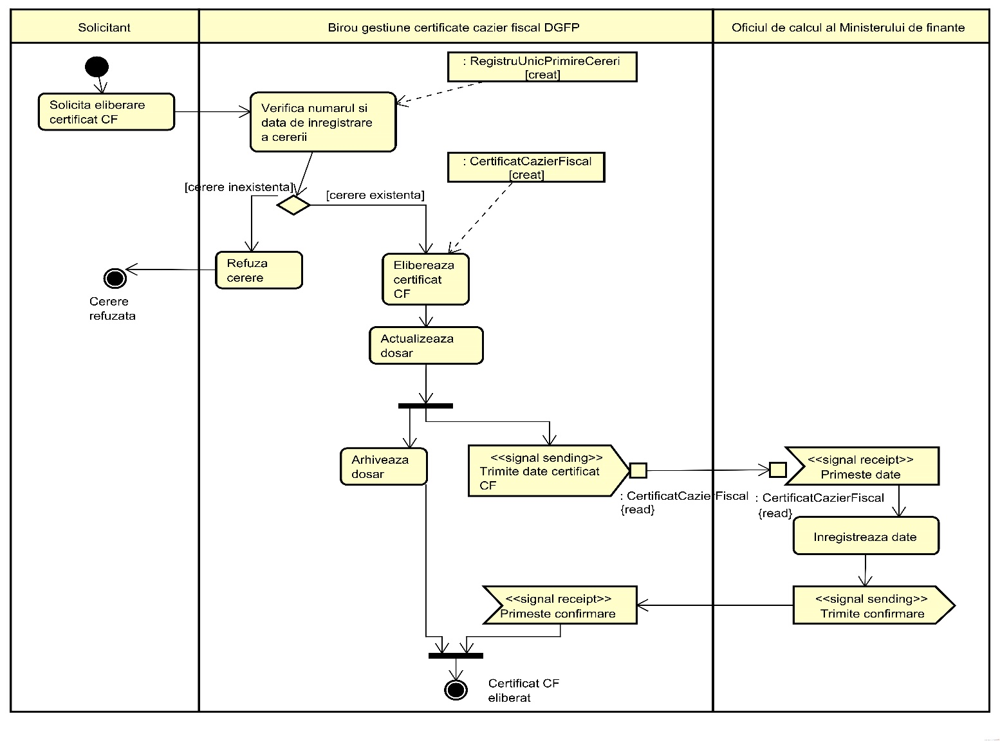 Solicitant
Birou gestiune certificate cazier fiscal DGFP
Oficiul de calcul al Ministerului de finante
: RegistruUnicPrimireCereri
[creat]
Solicita eliberare
certificat CF
Verifica numarul si
data de inregistrare
a cererii
: CertificatCazierFiscal
[creat]
[cerere inexistenta]
[cerere existenta]
Refuza
cerere
Elibereaza
certificat
CF
Cerere
refuzata
Actualizeaza
dosar
Arhiveaza
dosar
<<signal sending>>
Trimite date certificat
CF
<<signal receipt>>
Primeste date
: CertificatCazierFiscal
{read}
: CertificatCazierFiscal
{read}
Inregistreaza date
<<signal receipt>>
Primeste confirmare
<<signal sending>>
Trimite confirmare
Certificat CF
eliberat